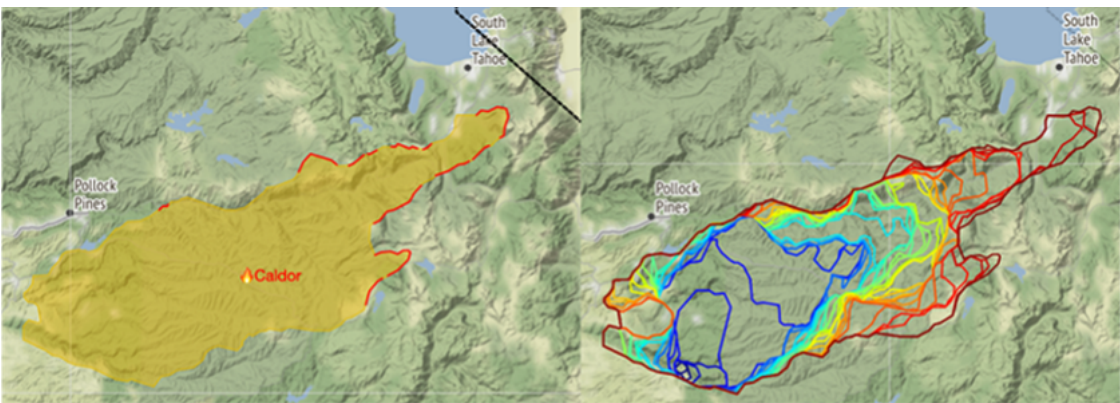 South
Lake
Tahoe
Pollock
Pines
Caldor
South
Lake
Tahoe
Pollock
Pines